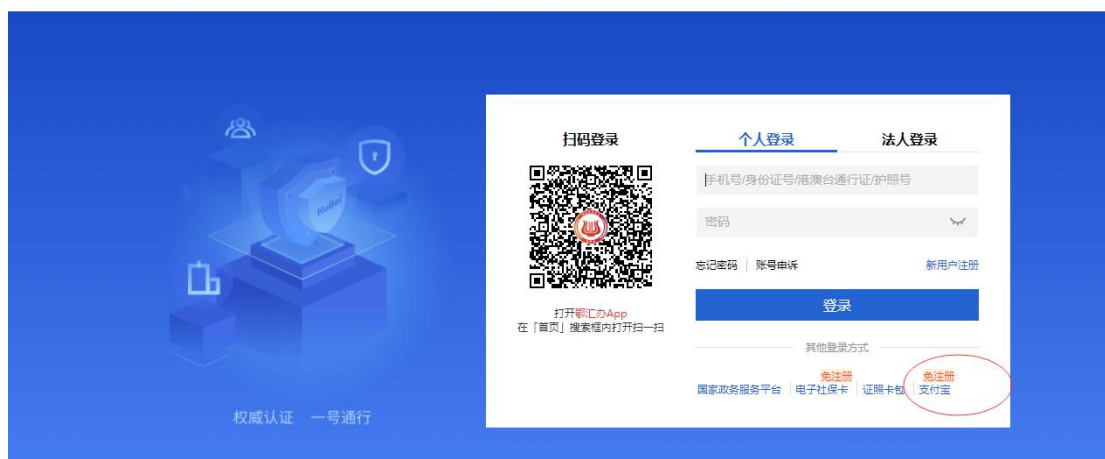 HuBei
权威认证 一号通行
扫码登录
打开鄂汇办App
在「首页」搜索框内打开扫一扫
个人登录 法人登录
手机号/身份证号/港澳台通行证/护照号
密码
忘记密码 账号申诉 新用户注册
登录
其他登录方式
免注册 免注册
国家政务服务平台 电子社保卡 证照卡包 支付宝